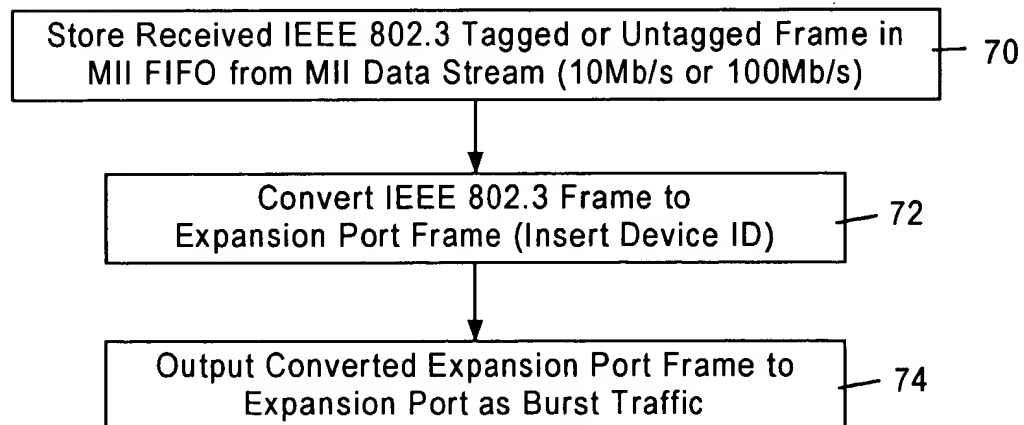 Store Received IEEE 802.3 Tagged or Untagged Frame in
MII FIFO from MII Data Stream (10Mb/s or 100Mb/s)
70
Convert IEEE 802.3 Frame to
Expansion Port Frame (Insert Device ID)
72
Output Converted Expansion Port Frame to
Expansion Port as Burst Traffic
74